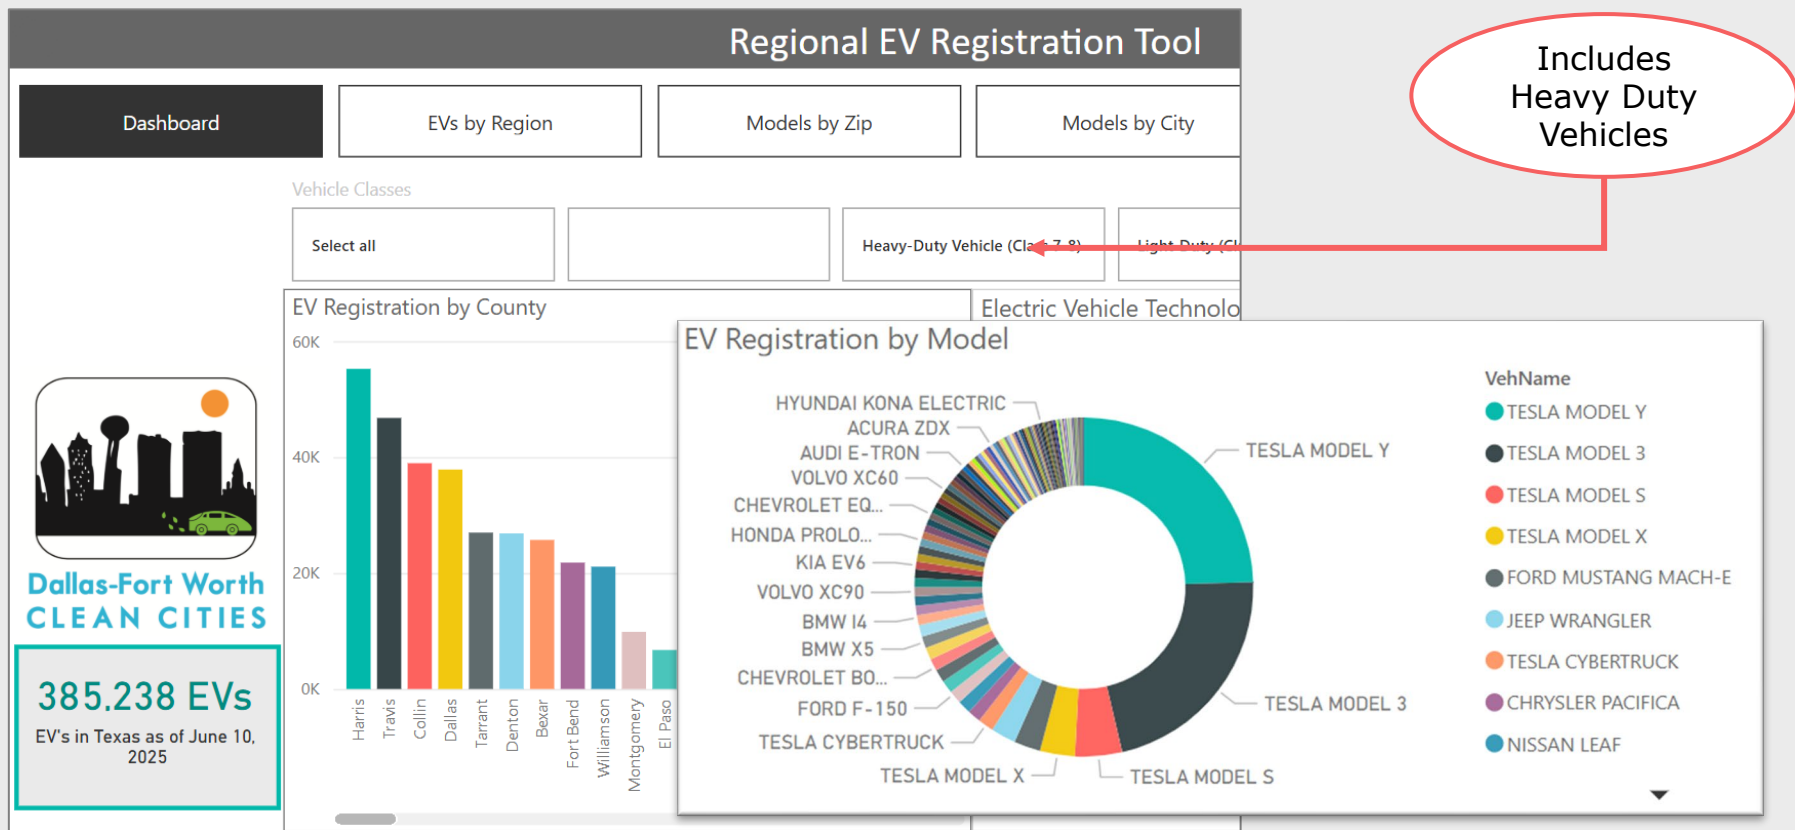 Regional EV Registration Tool
Includes
Heavy Duty
Vehicles
Dashboard
EVs by Region
Models by Zip
Models by City
Vehicle Classes
Select all
Heavy-Duty Vehicle (Class 7-8)
Light-Duty (Cl
EV Registration by County
Electric Vehicle Technolo
60K
40K
20K
0K
Harris
Travis
Collin
Dallas
Tarrant
Denton
Bexar
Fort Bend
Williamson
Montgomery
El Paso
Dallas-Fort Worth
CLEAN CITIES
385,238 EVs
EV's in Texas as of June 10,
2025
EV Registration by Model
HYUNDAI KONA ELECTRIC
ACURA ZDX
AUDI E-TRON
VOLVO XC60
CHEVROLET EQ...
HONDA PROLO...
KIA EV6
VOLVO XC90
BMW I4
BMW X5
CHEVROLET BO...
FORD F-150
TESLA CYBERTRUCK
TESLA MODEL X
TESLA MODEL S
TESLA MODEL 3
TESLA MODEL Y
VehName
TESLA MODEL Y
TESLA MODEL 3
TESLA MODEL S
TESLA MODEL X
FORD MUSTANG MACH-E
JEEP WRANGLER
TESLA CYBERTRUCK
CHRYSLER PACIFICA
NISSAN LEAF